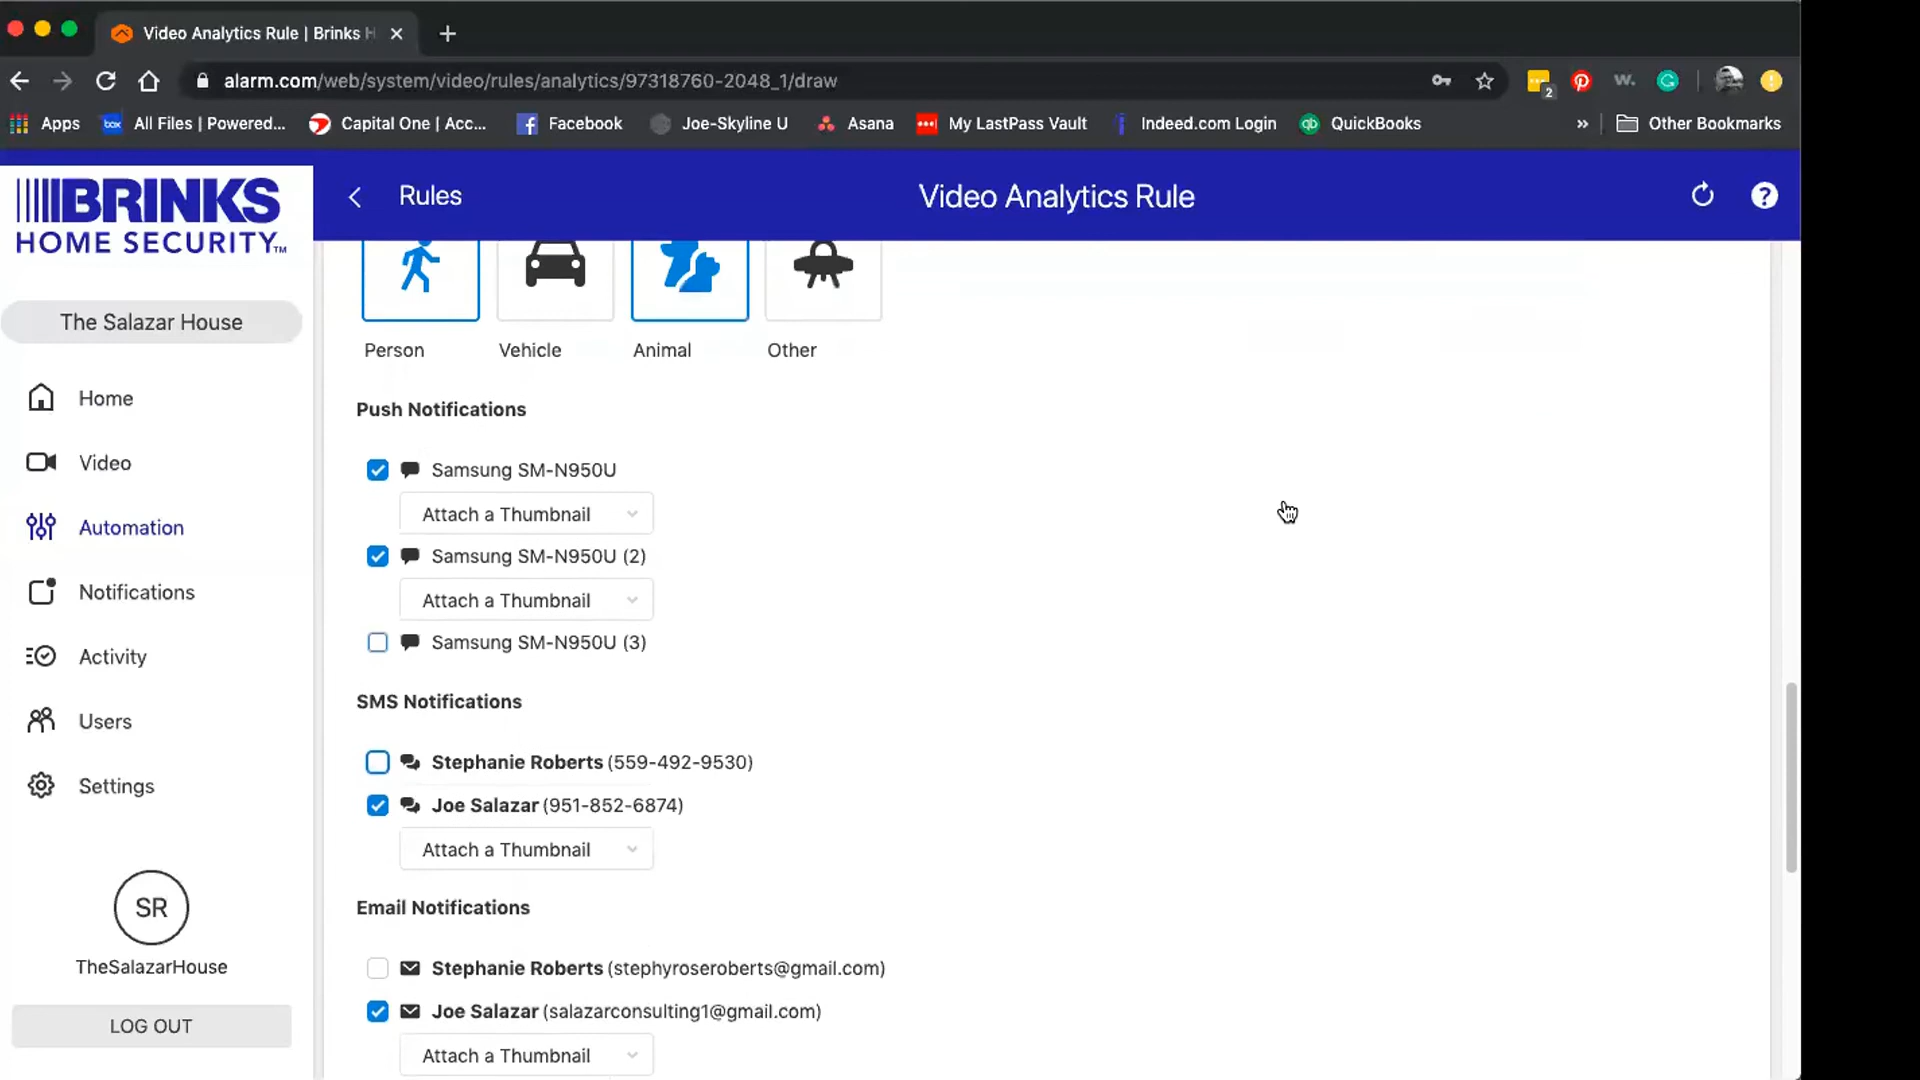 Video Analytics Rule | Brinks H
alarm.com/web/system/video/rules/analytics/97318760-2048_1/draw
2
w.
Apps
box
All Files | Powered...
Capital One | Acc...
Facebook
Joe-Skyline U
Asana
My LastPass Vault
Indeed.com Login
qb
QuickBooks
»
Other Bookmarks
BRINKS
HOME SECURITY™
Rules
Video Analytics Rule
?
The Salazar House
Home
Video
Automation
Notifications
Activity
Users
Settings
SR
TheSalazarHouse
LOG OUT
Person
Vehicle
Animal
Other
Push Notifications
Samsung SM-N950U
Attach a Thumbnail
Samsung SM-N950U (2)
Attach a Thumbnail
Samsung SM-N950U (3)
SMS Notifications
Stephanie Roberts (559-492-9530)
Joe Salazar (951-852-6874)
Attach a Thumbnail
Email Notifications
Stephanie Roberts (stephyroseroberts@gmail.com)
Joe Salazar (salazarconsulting1@gmail.com)
Attach a Thumbnail